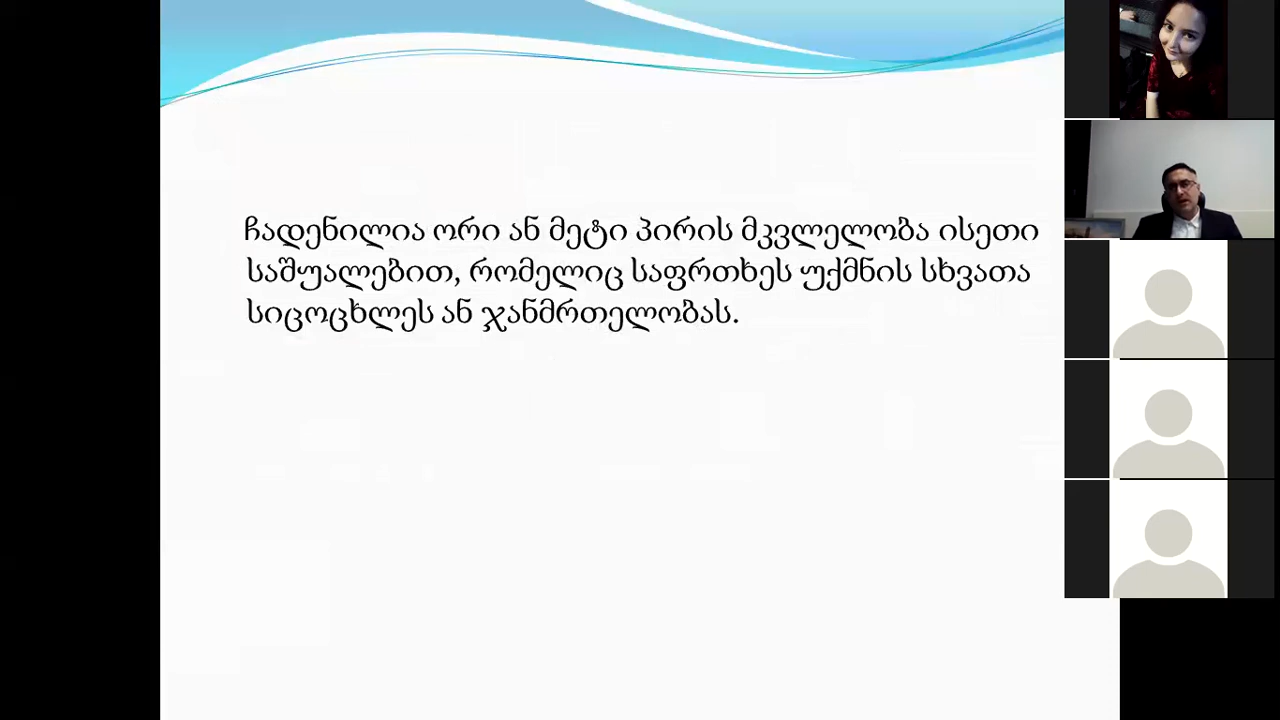 ჩადენილია ორი ან მეტი პირის მკვლელობა ისეთი
საშუალებით, რომელიც საფრთხეს უქმნის სხვათა
სიცოცხლეს ან ჯანმრთელობას.